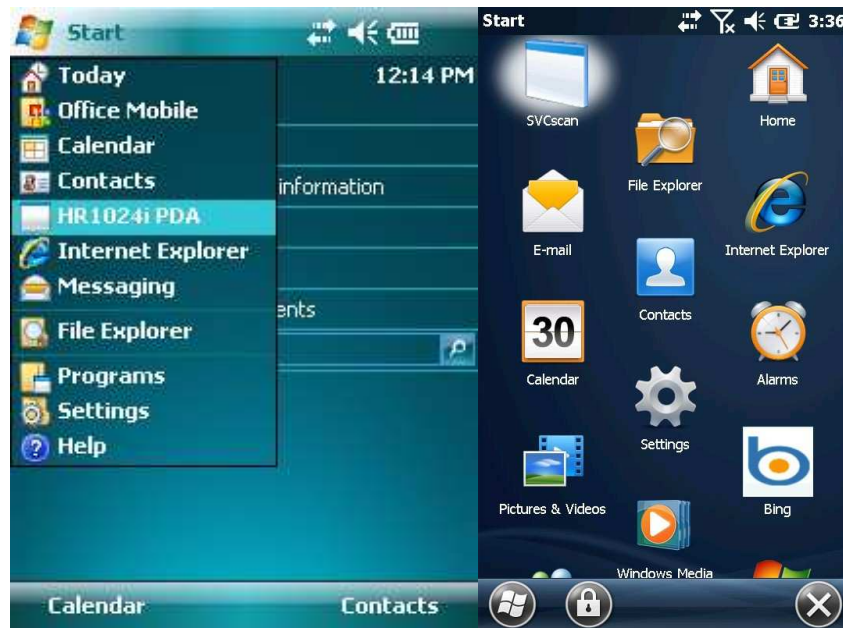 Start
Today
12:14 PM
Office Mobile
Calendar
Contacts
information
HR1024i PDA
Internet Explorer
Messaging
ents
File Explorer
Programs
Settings
Help
Calendar
Contacts
Start
3:36
SVCscan
Home
File Explorer
E-mail
Internet Explorer
Contacts
30
Calendar
Alarms
Settings
b
Pictures & Videos
Bing
Windows Media